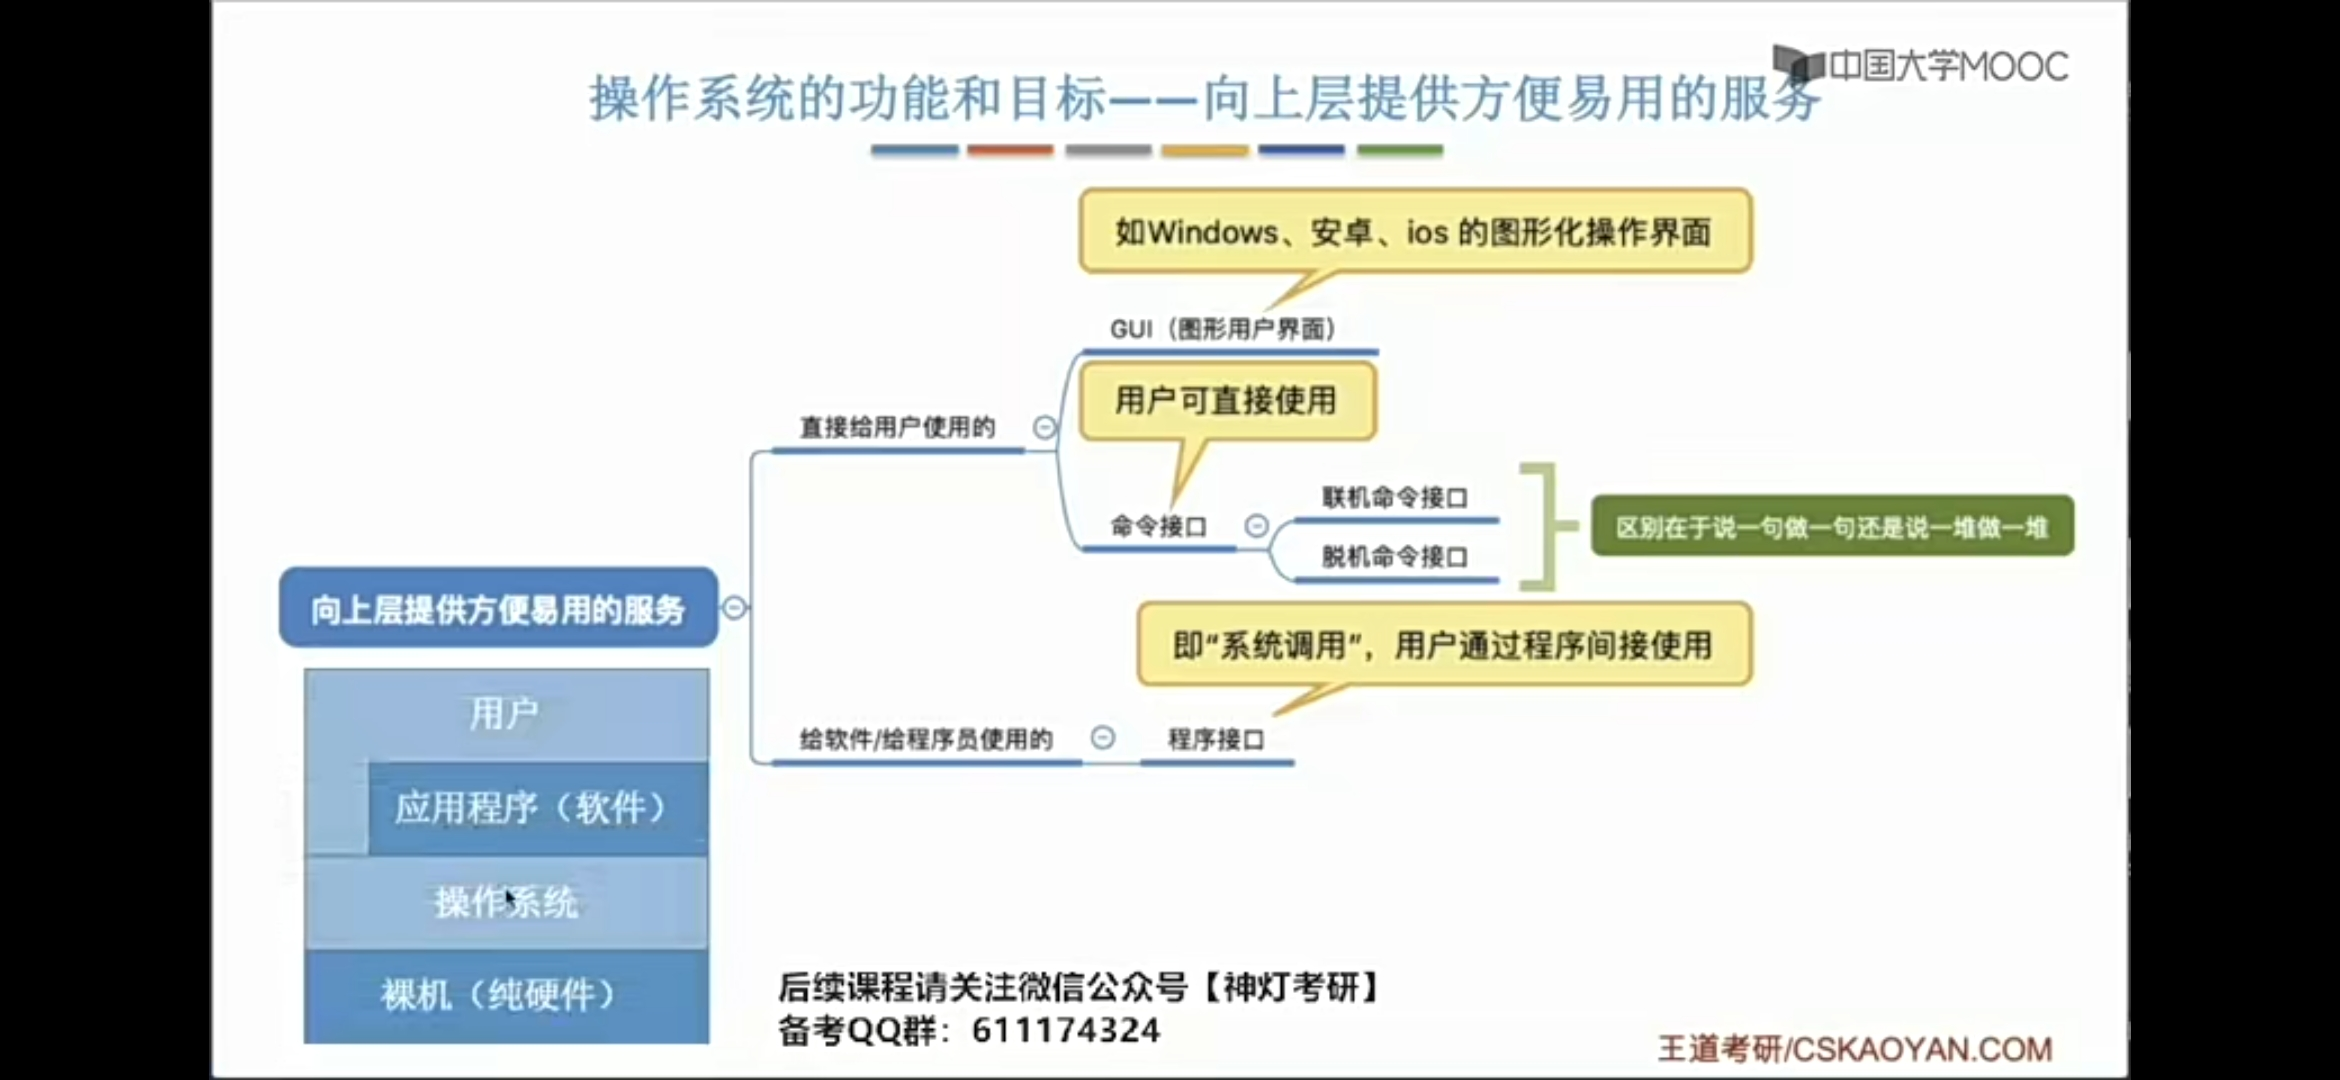 中国大学MOOC
操作系统的功能和目标——向上层提供方便易用的服务
如Windows、安卓、ios 的图形化操作界面
GUI（图形用户界面）
用户可直接使用
直接给用户使用的
联机命令接口
命令接口
区别在于说一句做一句还是说一堆做一堆
脱机命令接口
向上层提供方便易用的服务
即“系统调用”，用户通过程序间接使用
给软件/给程序员使用的
程序接口
用户
应用程序（软件）
操作系统
裸机（纯硬件）
后续课程请关注微信公众号【神灯考研】
备考QQ群：611174324
王道考研/CSKAOYAN.COM